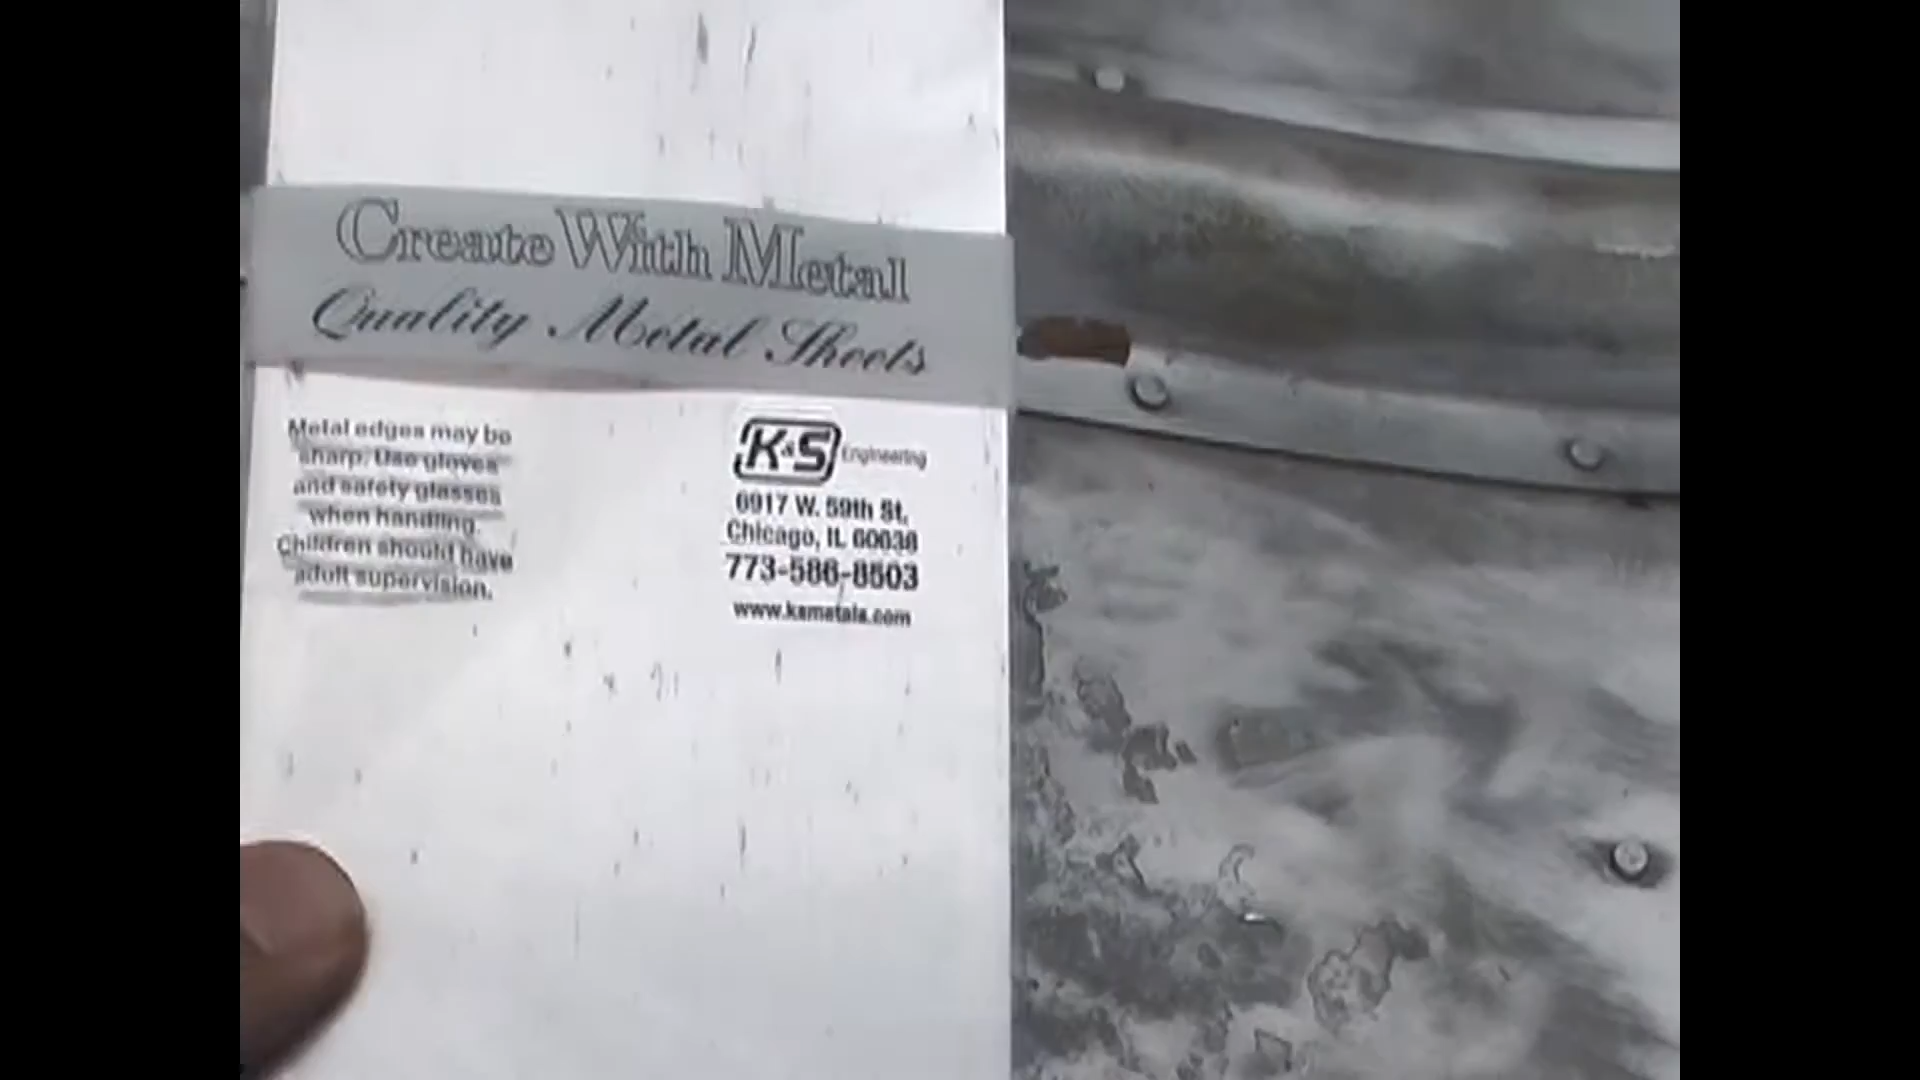 Create With Metal
Quality Metal Sheets
Metal edges may be
sharp. Use gloves
and safety glasses
when handling.
Children should have
adult supervision.
K&S Engineering
6917 W. 59th St.
Chicago, IL 60638
773-586-8503
www.ksmetals.com